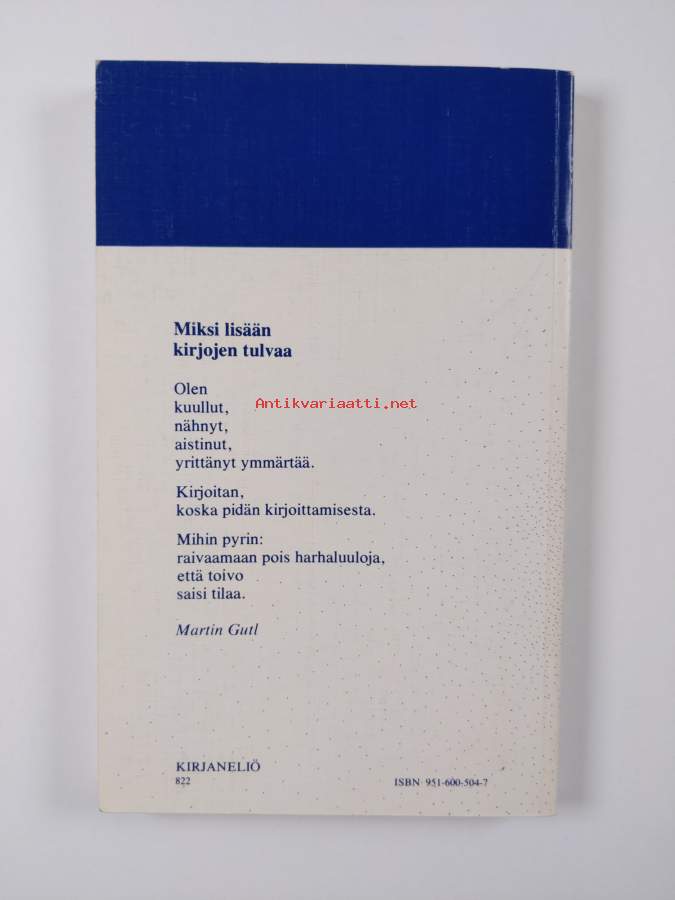 Miksi lisään
kirjojen tulvaa
Olen
kuullut,
Antikvariaatti.net
nähnyt,
aistinut,
yrittänyt ymmärtää.
Kirjoitan,
koska pidän kirjoittamisesta.
Mihin pyrin:
raivaamaan pois harhaluuloja,
että toivo
saisi tilaa.
Martin Gutl
KIRJANELIÖ
822
ISBN 951-600-504-7